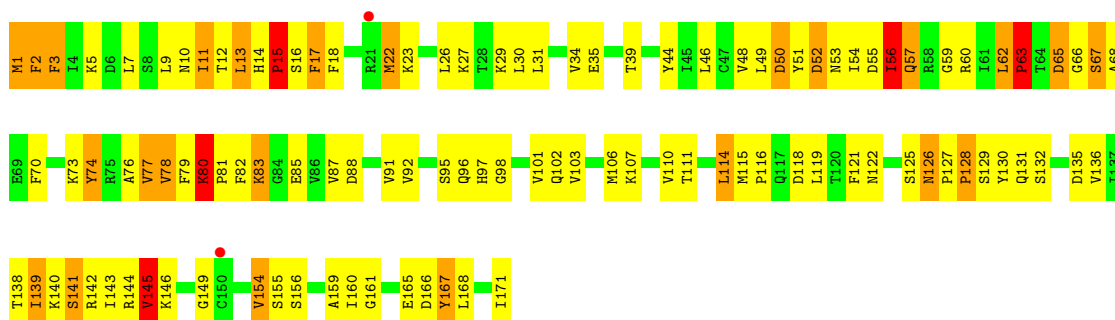 M1 F2 F3 I4 K5 D6 L7 S8 L9 N10 I11 T12 L13 H14 P15 S16 F17 F18 R21 M22 K23 L26 K27 T28 K29 L30 L31 V34 E35 T39 Y44 I45 L46 C47 V48 L49 D50 Y51 D52 N53 I54 D55 I56 Q57 R58 G59 R60 I61 L62 P63 T64 D65 G66 S67 A68
E69 F70 K73 Y74 R75 A76 V77 V78 F79 K80 P81 F82 K83 G84 E85 V86 V87 D88 V91 V92 S95 Q96 H97 G98 V101 Q102 V103 M106 K107 V110 T111 L114 M115 P116 Q117 D118 L119 T120 F121 N122 S125 N126 P127 P128 S129 Y130 Q131 S132 D135 V136 I137
T138 I139 K140 S141 R142 I143 R144 V145 K146 G149 C150 V154 S155 S156 A159 I160 G161 E165 D166 Y167 L168 I171